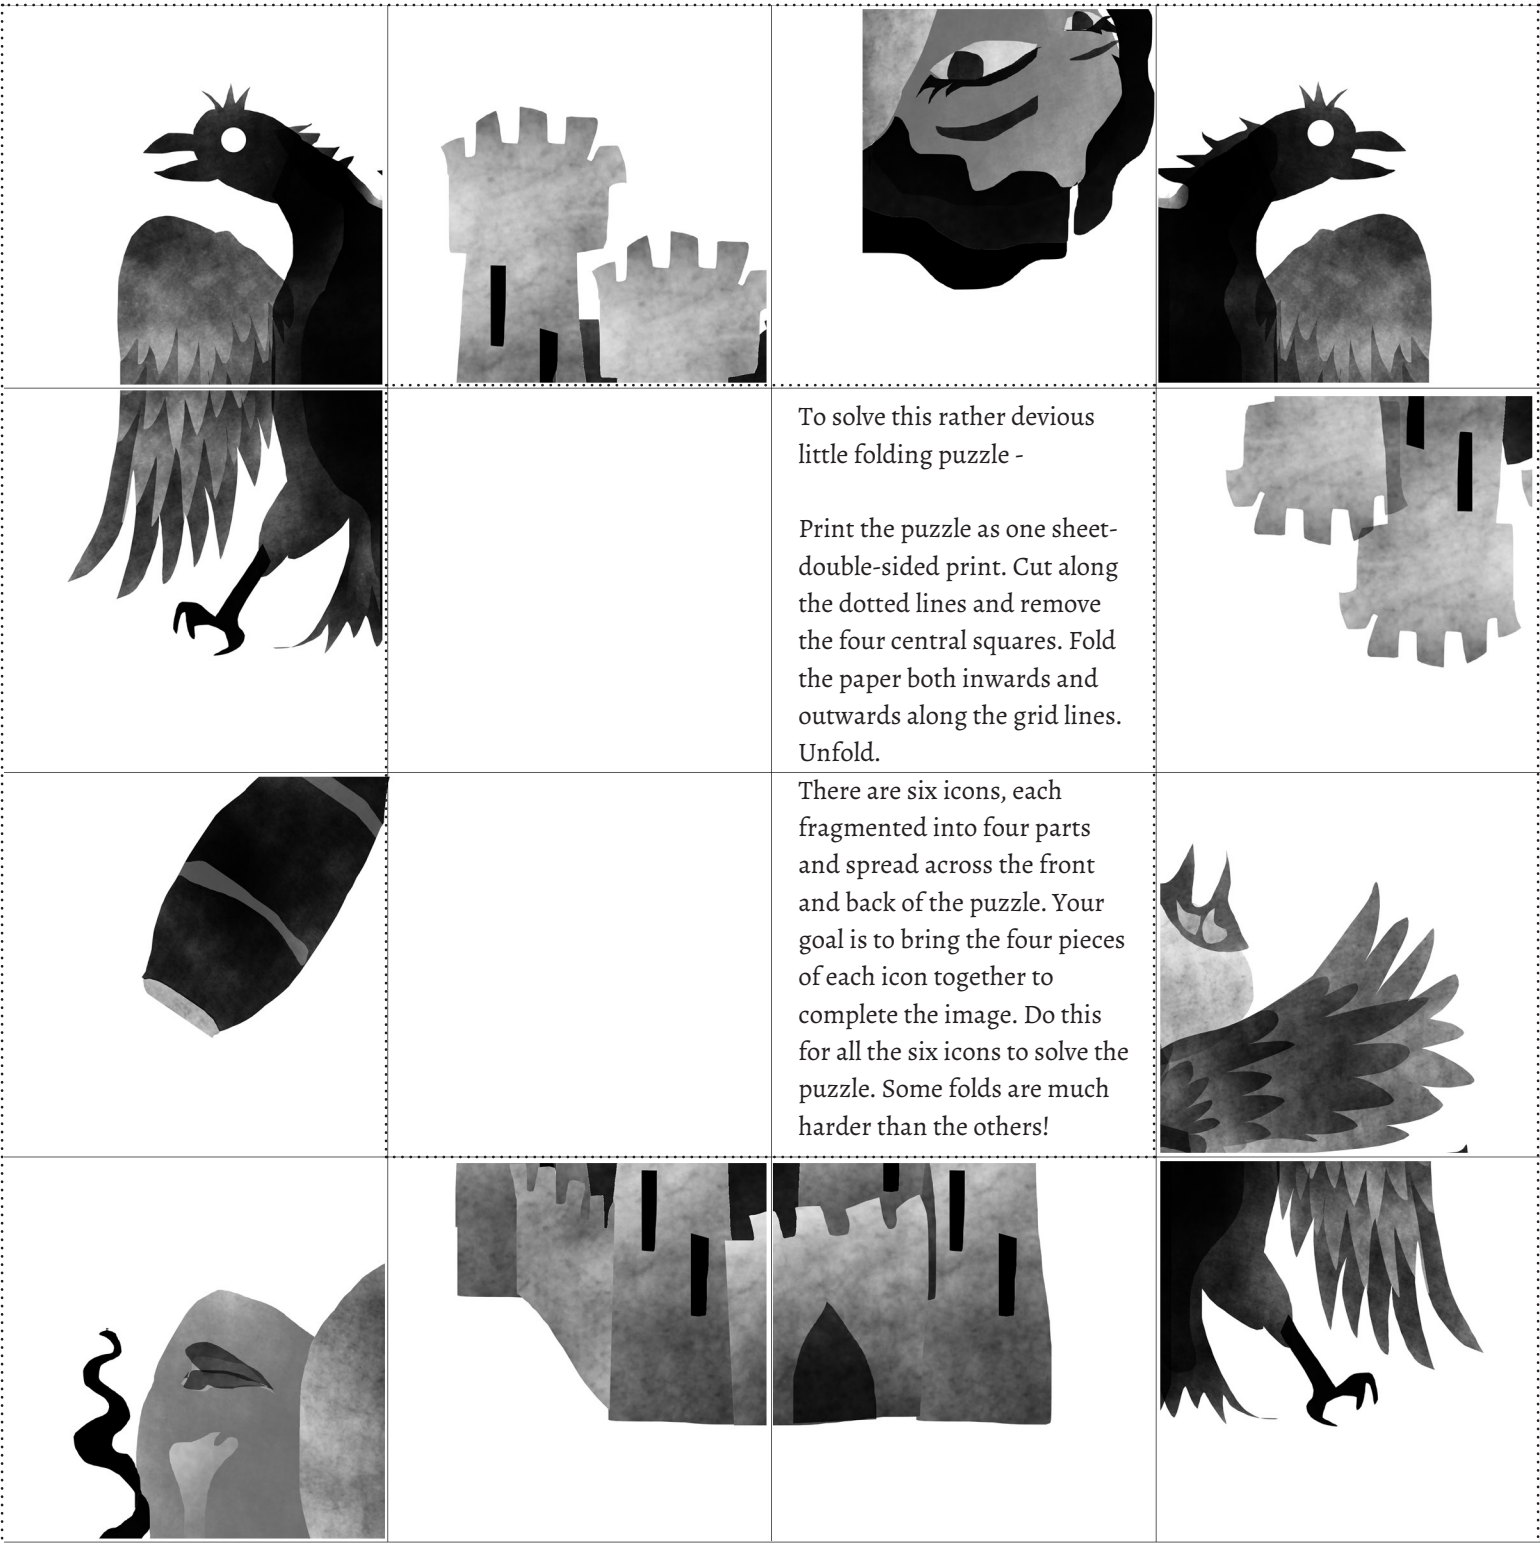 To solve this rather devious
little folding puzzle -
Print the puzzle as one sheet-
double-sided print. Cut along
the dotted lines and remove
the four central squares. Fold
the paper both inwards and
outwards along the grid lines.
Unfold.
There are six icons, each
fragmented into four parts
and spread across the front
and back of the puzzle. Your
goal is to bring the four pieces
of each icon together to
complete the image. Do this
for all the six icons to solve the
puzzle. Some folds are much
harder than the others!